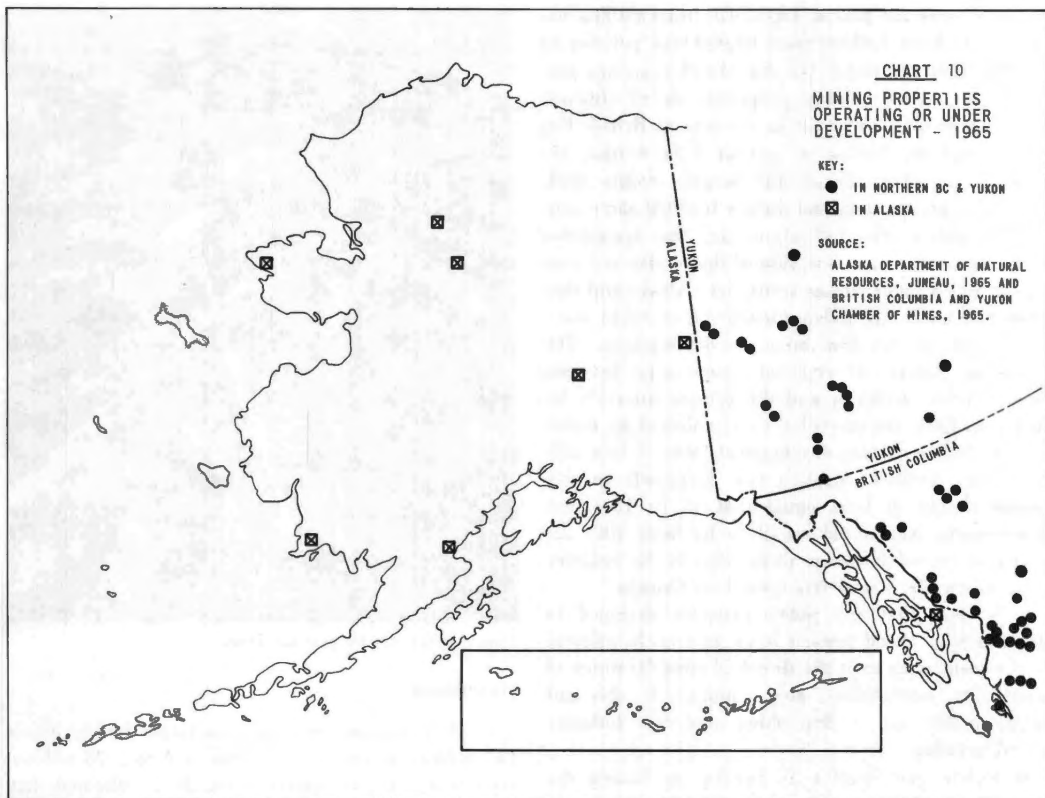 CHART 10
MINING PROPERTIES
OPERATING OR UNDER
DEVELOPMENT - 1965
KEY:
IN NORTHERN BC & YUKON
IN ALASKA
SOURCE:
ALASKA DEPARTMENT OF NATURAL
RESOURCES, JUNEAU, 1965 AND
BRITISH COLUMBIA AND YUKON
CHAMBER OF MINES, 1965.
YUKON
ALASKA
YUKON
BRITISH COLUMBIA